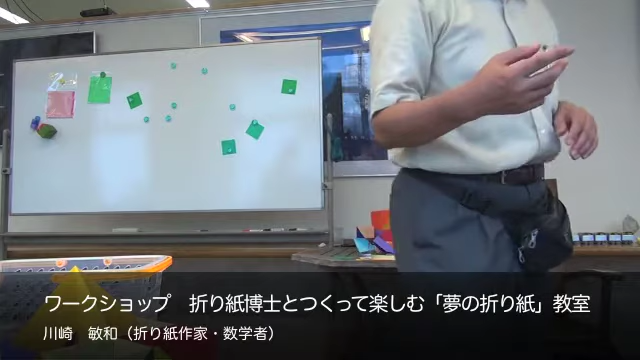 ワークショップ　折り紙博士とつくって楽しむ「夢の折り紙」教室
川崎　敏和（折り紙作家・数学者）